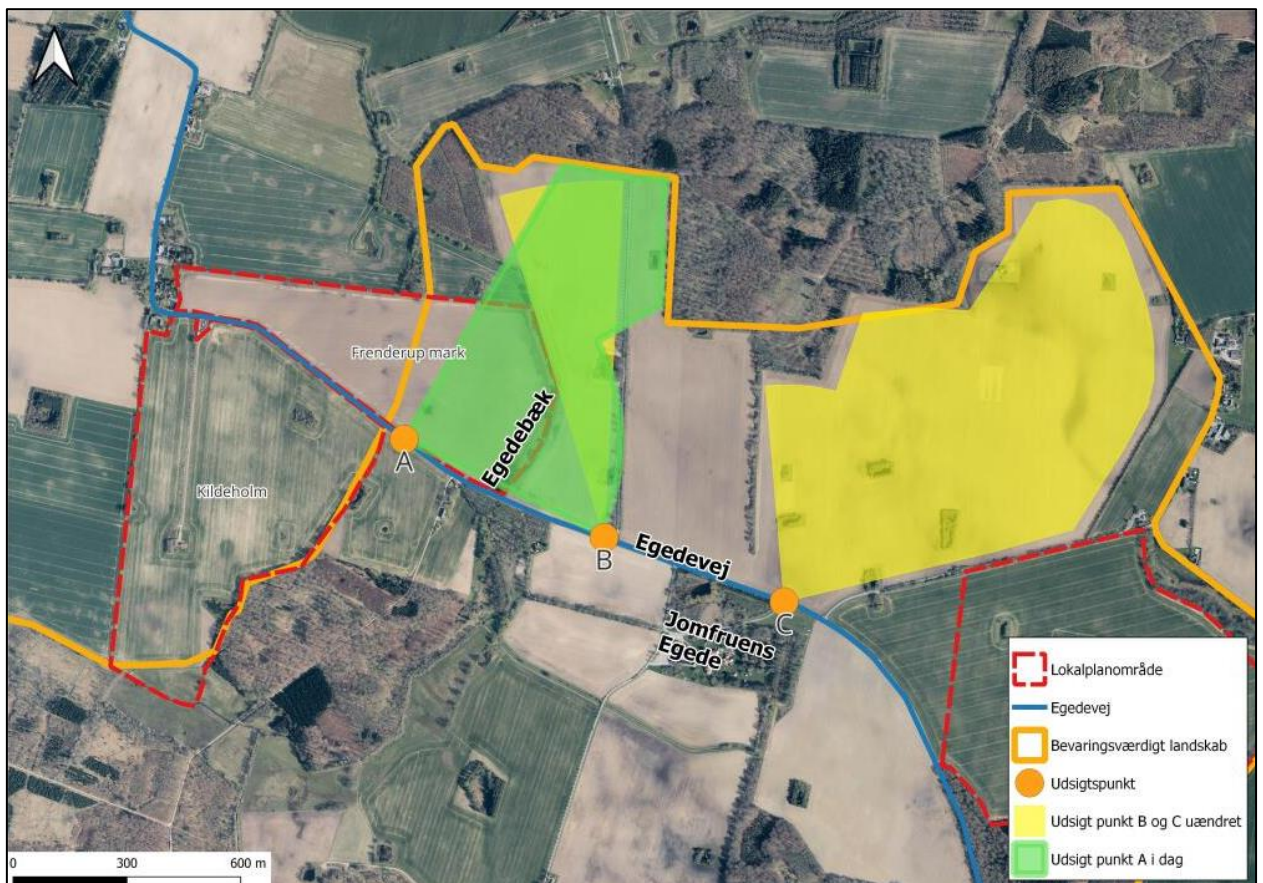 Frenderup mark
Egedebæk
A
Kildeholm
B
Egedevej
C
Jomfruens
Egede
Lokalplanområde
Egedevej
Bevaringsværdigt landskab
Udsigtspunkt
Udsigt punkt B og C uændret
Udsigt punkt A i dag
0 300 600 m